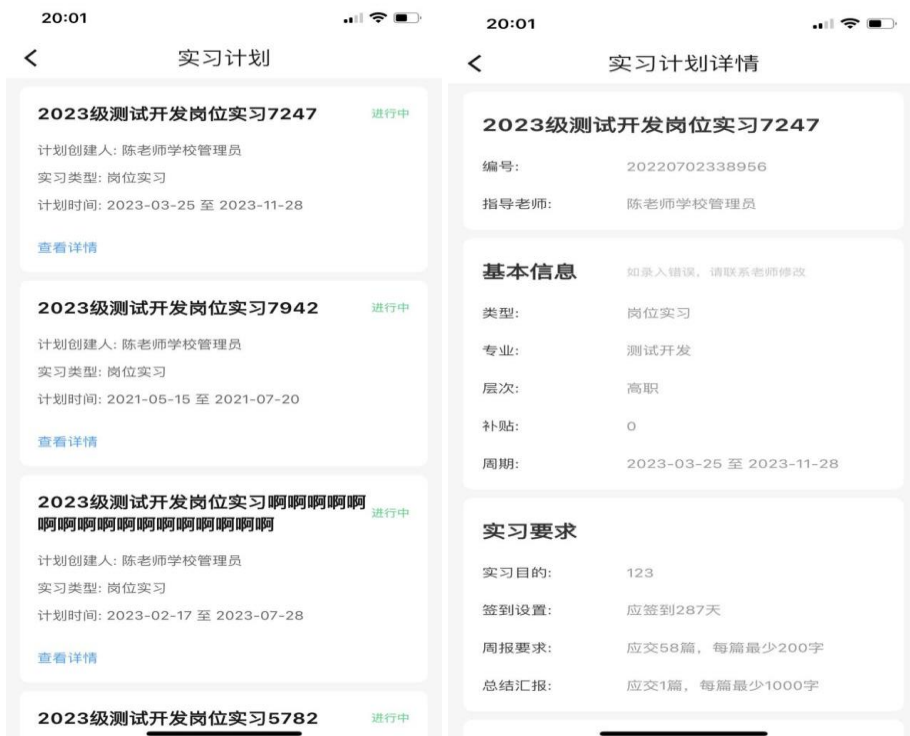 20:01
实习计划
2023级测试开发岗位实习7247
进行中
计划创建人: 陈老师学校管理员
实习类型: 岗位实习
计划时间: 2023-03-25 至 2023-11-28
查看详情
2023级测试开发岗位实习7942
进行中
计划创建人: 陈老师学校管理员
实习类型: 岗位实习
计划时间: 2021-05-15 至 2021-07-20
查看详情
2023级测试开发岗位实习啊啊啊啊啊
啊啊啊啊啊啊啊啊啊啊啊啊
进行中
计划创建人: 陈老师学校管理员
实习类型: 岗位实习
计划时间: 2023-02-17 至 2023-07-28
查看详情
2023级测试开发岗位实习5782
进行中
20:01
实习计划详情
2023级测试开发岗位实习7247
编号: 20220702338956
指导老师: 陈老师学校管理员
基本信息 如录入错误，请联系老师修改
类型: 岗位实习
专业: 测试开发
层次: 高职
补贴: 0
周期: 2023-03-25 至 2023-11-28
实习要求
实习目的: 123
签到设置: 应签到287天
周报要求: 应交58篇，每篇最少200字
总结汇报: 应交1篇，每篇最少1000字